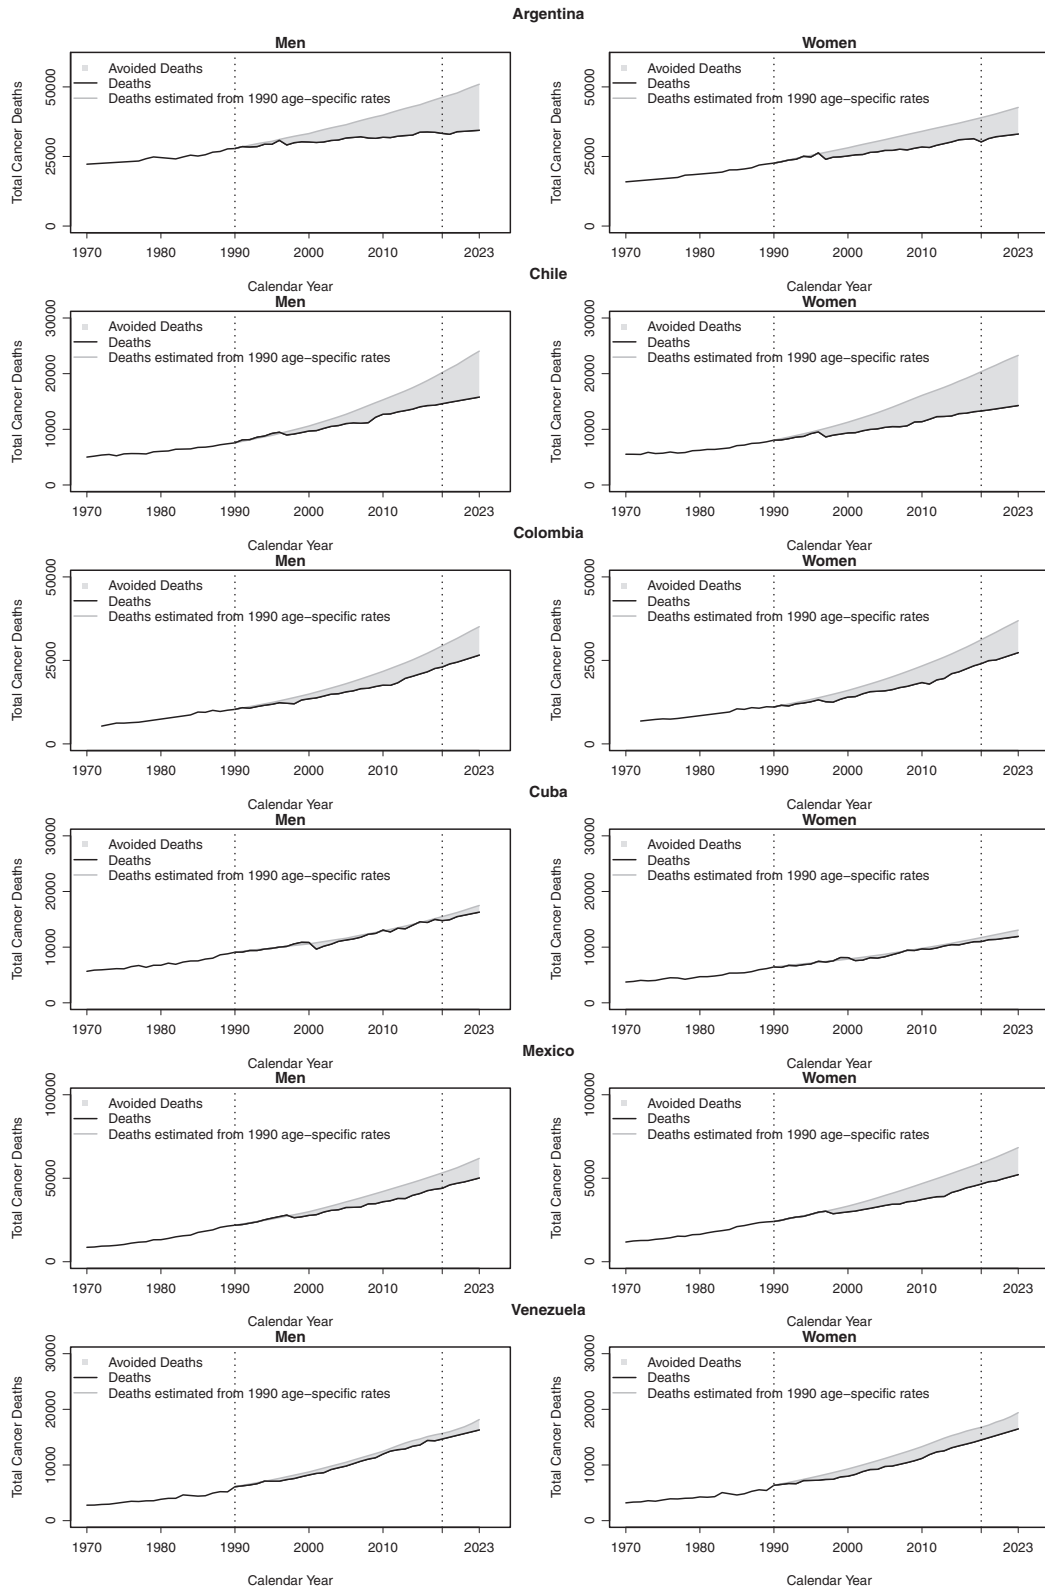 Argentina
Men
Women
Total Cancer Deaths
0 25000 50000
Avoided Deaths
Deaths
Deaths estimated from 1990 age−specific rates
1970 1980 1990 2000 2010 2023
Calendar Year
Total Cancer Deaths
0 25000 50000
Avoided Deaths
Deaths
Deaths estimated from 1990 age−specific rates
1970 1980 1990 2000 2010 2023
Calendar Year
Chile
Men
Women
Total Cancer Deaths
0 10000 20000 30000
Avoided Deaths
Deaths
Deaths estimated from 1990 age−specific rates
1970 1980 1990 2000 2010 2023
Calendar Year
Total Cancer Deaths
0 10000 20000 30000
Avoided Deaths
Deaths
Deaths estimated from 1990 age−specific rates
1970 1980 1990 2000 2010 2023
Calendar Year
Colombia
Men
Women
Total Cancer Deaths
0 25000 50000
Avoided Deaths
Deaths
Deaths estimated from 1990 age−specific rates
1970 1980 1990 2000 2010 2023
Calendar Year
Total Cancer Deaths
0 25000 50000
Avoided Deaths
Deaths
Deaths estimated from 1990 age−specific rates
1970 1980 1990 2000 2010 2023
Calendar Year
Cuba
Men
Women
Total Cancer Deaths
0 10000 20000 30000
Avoided Deaths
Deaths
Deaths estimated from 1990 age−specific rates
1970 1980 1990 2000 2010 2023
Calendar Year
Total Cancer Deaths
0 10000 20000 30000
Avoided Deaths
Deaths
Deaths estimated from 1990 age−specific rates
1970 1980 1990 2000 2010 2023
Calendar Year
Mexico
Men
Women
Total Cancer Deaths
0 50000 100000
Avoided Deaths
Deaths
Deaths estimated from 1990 age−specific rates
1970 1980 1990 2000 2010 2023
Calendar Year
Total Cancer Deaths
0 50000 100000
Avoided Deaths
Deaths
Deaths estimated from 1990 age−specific rates
1970 1980 1990 2000 2010 2023
Calendar Year
Venezuela
Men
Women
Total Cancer Deaths
0 10000 20000 30000
Avoided Deaths
Deaths
Deaths estimated from 1990 age−specific rates
1970 1980 1990 2000 2010 2023
Calendar Year
Total Cancer Deaths
0 10000 20000 30000
Avoided Deaths
Deaths
Deaths estimated from 1990 age−specific rates
1970 1980 1990 2000 2010 2023
Calendar Year